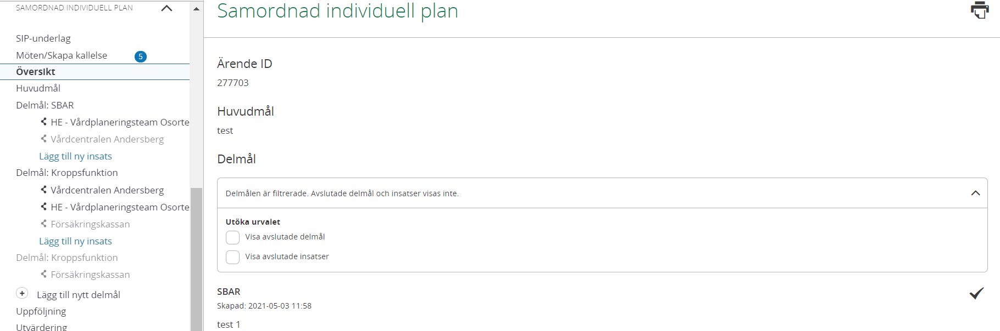 SAMORDNAD INDIVIDUELL PLAN
SIP-underlag
Möten/Skapa kallelse 5
Översikt
Huvudmål
Delmål: SBAR
HE - Vårdplaneringsteam Osorte
Vårdcentralen Andersberg
Lägg till ny insats
Delmål: Kroppsfunktion
Vårdcentralen Andersberg
HE - Vårdplaneringsteam Osorte
Försäkringskassan
Lägg till ny insats
Delmål: Kroppsfunktion
Försäkringskassan
Lägg till nytt delmål
Uppföljning
Utvärdering
Samordnad individuell plan
Ärende ID
277703
Huvudmål
test
Delmål
Delmålen är filtrerade. Avslutade delmål och insatser visas inte.
Utöka urvalet
Visa avslutade delmål
Visa avslutade insatser
SBAR
Skapad: 2021-05-03 11:58
test 1